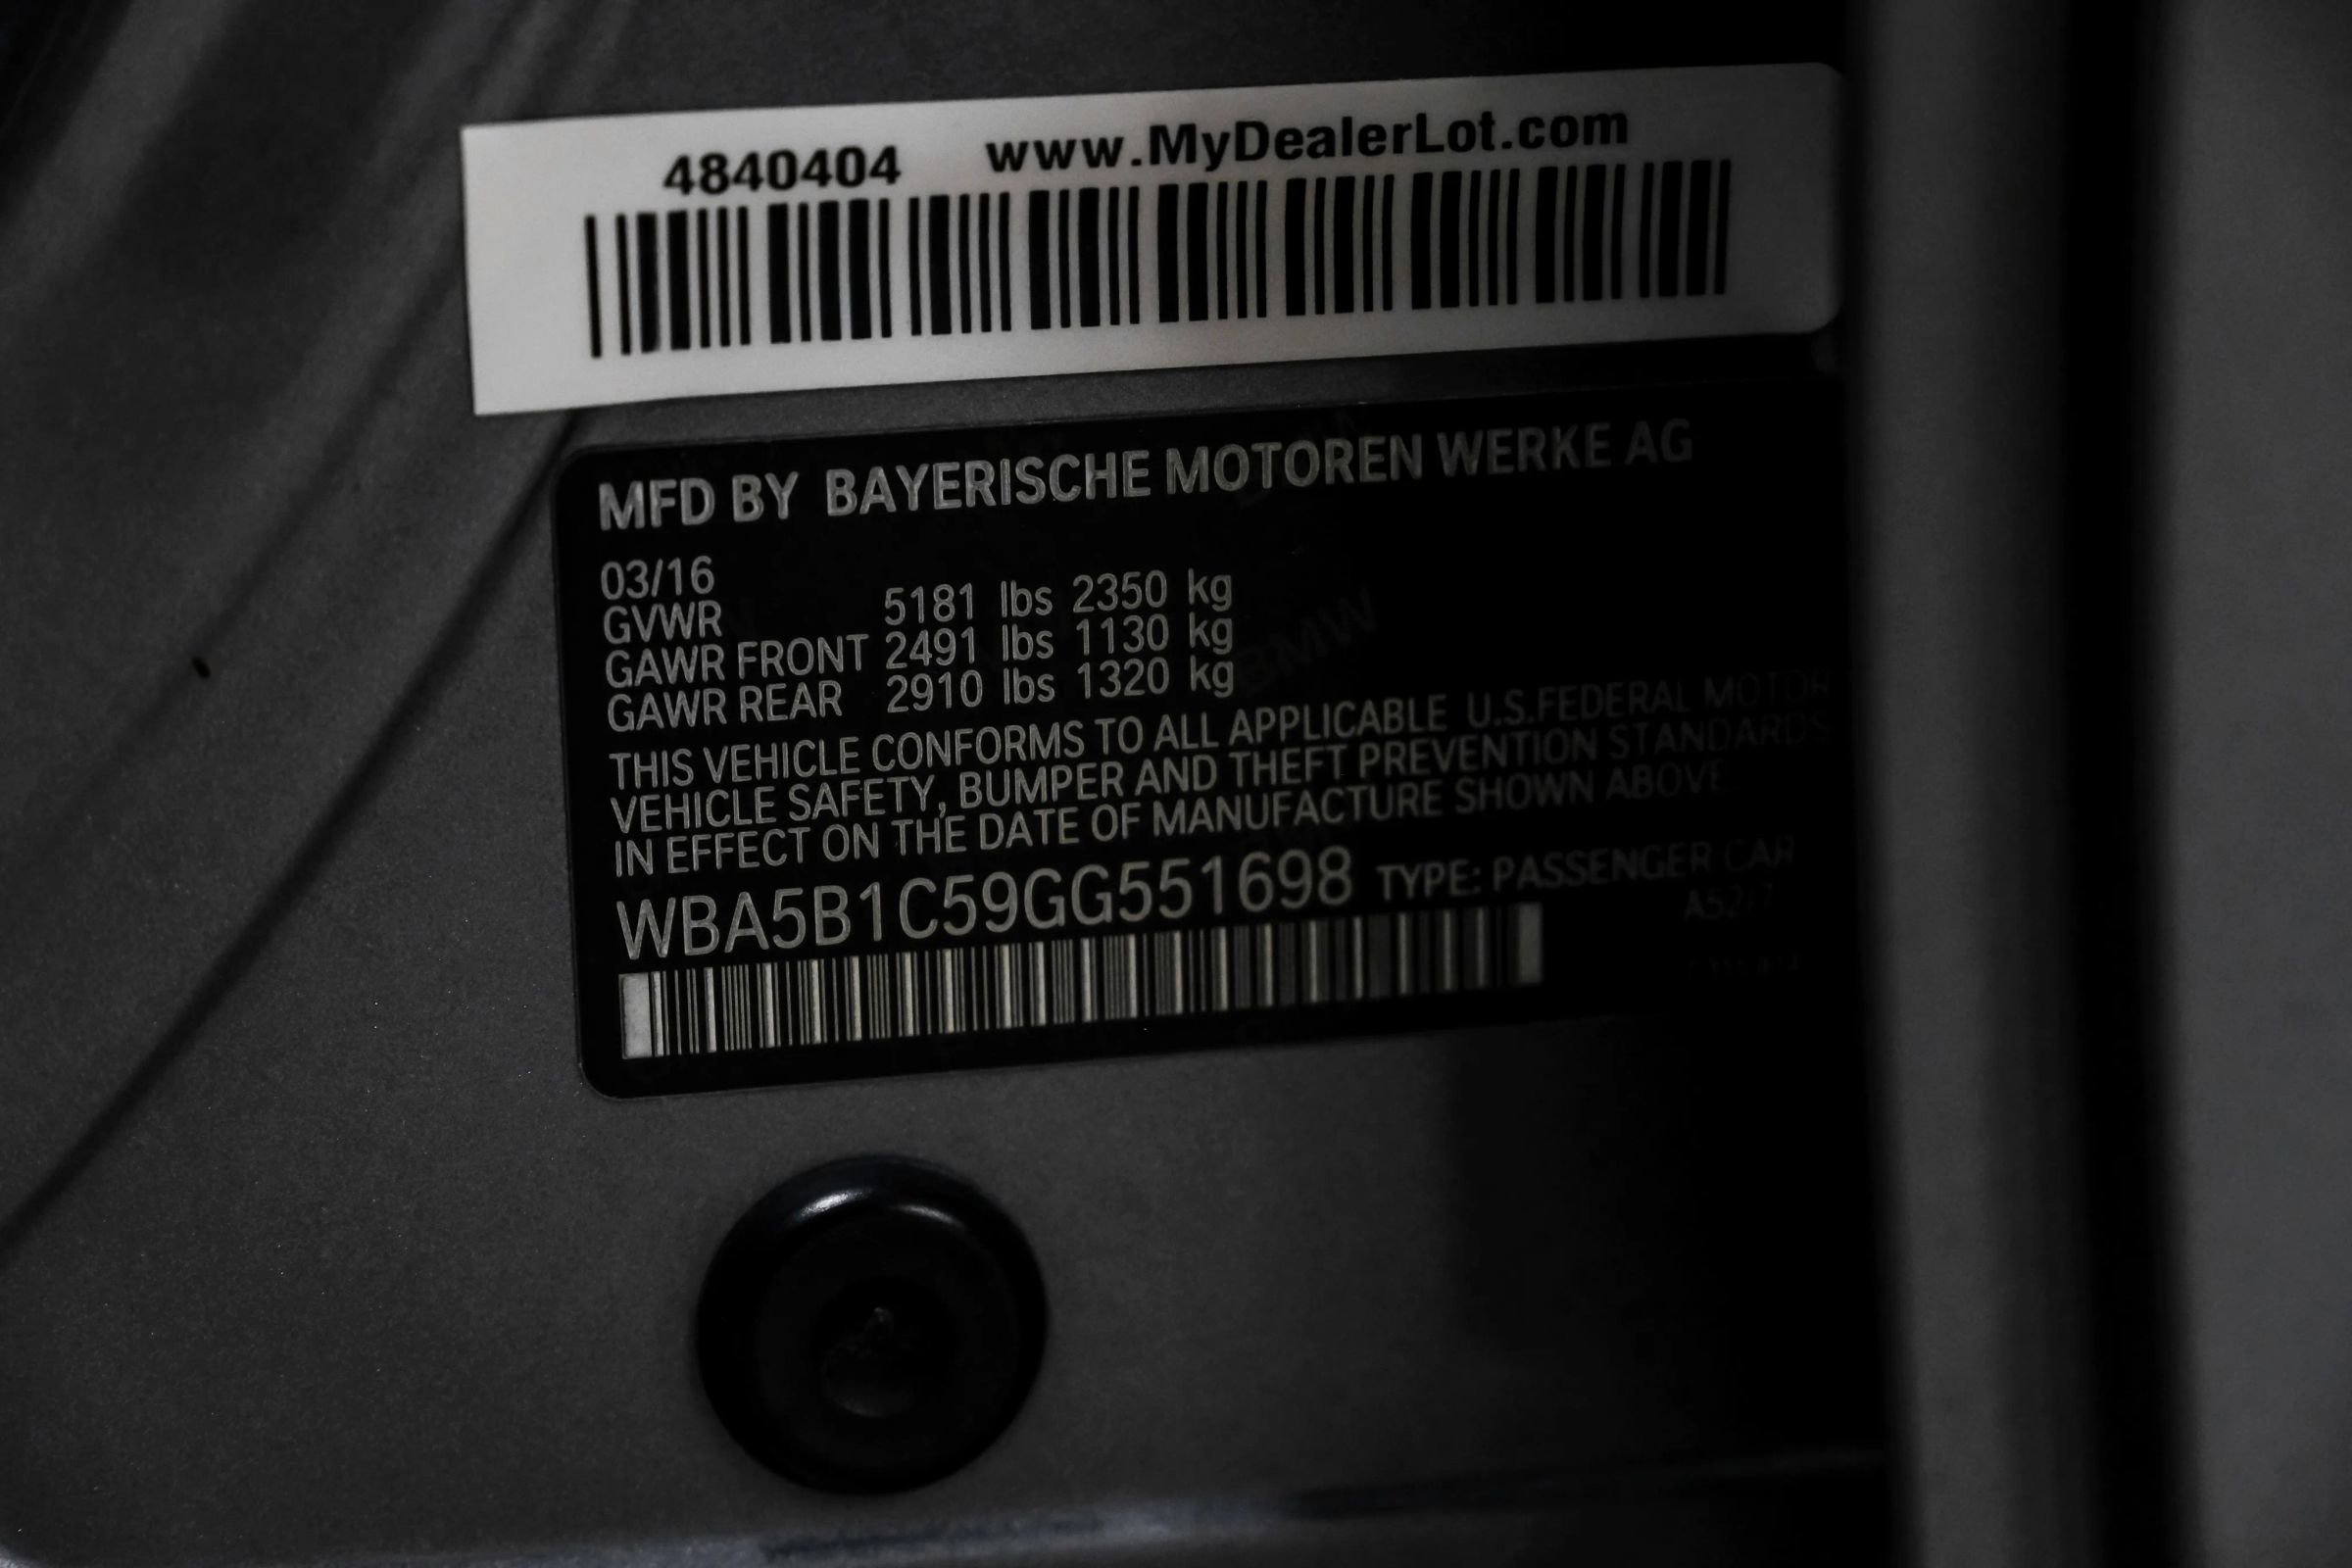 4840404 www.MyDealerLot.com
MFD BY BAYERISCHE MOTOREN WERKE AG
03/16
GVWR 5181 lbs 2350 kg
GAWR FRONT 2491 lbs 1130 kg
GAWR REAR 2910 lbs 1320 kg
BMW
THIS VEHICLE CONFORMS TO ALL APPLICABLE U.S.FEDERAL MOTOR
VEHICLE SAFETY, BUMPER AND THEFT PREVENTION STANDARDS
IN EFFECT ON THE DATE OF MANUFACTURE SHOWN ABOVE.
WBA5B1C59GG551698 TYPE: PASSENGER CAR